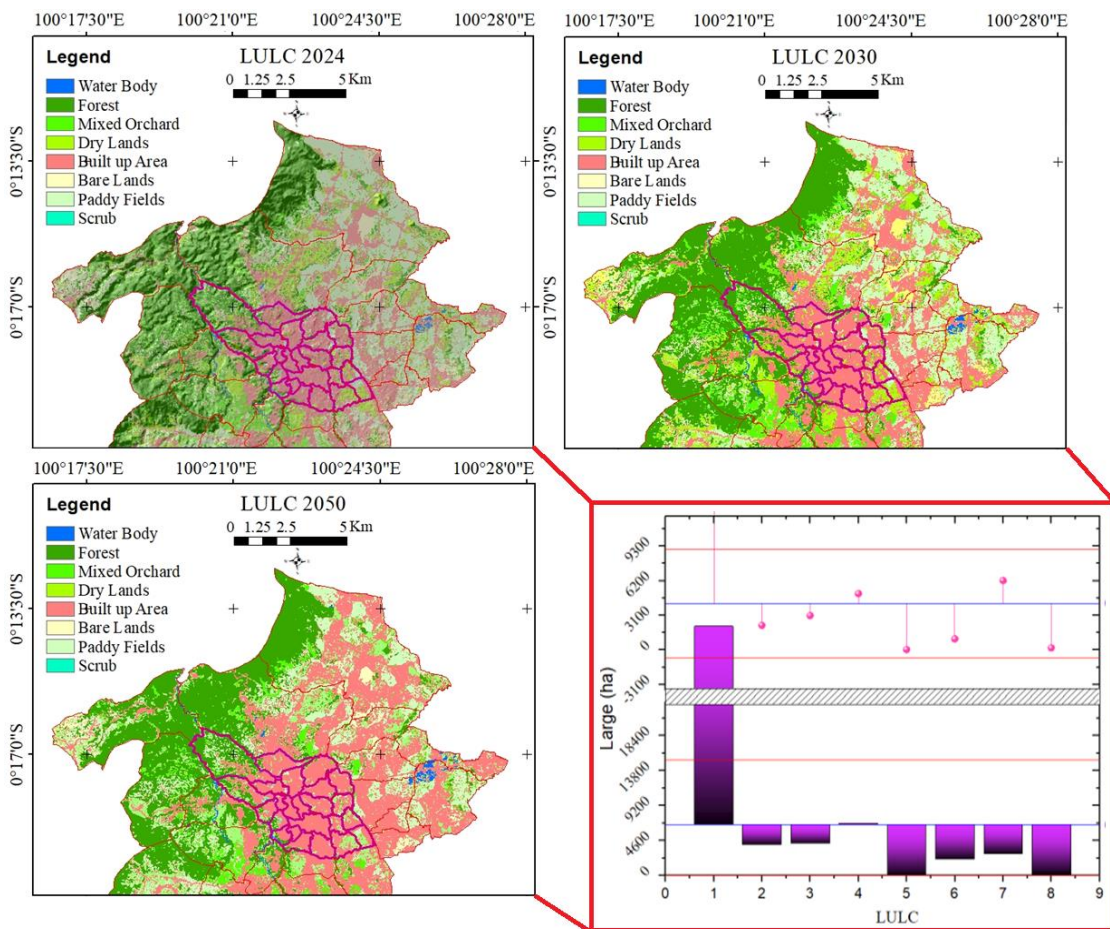 100°17'30"E 100°21'0"E 100°24'30"E 100°28'0"E
Legend
LULC 2024
0 1.25 2.5 5 Km
Water Body
Forest
Mixed Orchard
Dry Lands
Built up Area
Bare Lands
Paddy Fields
Scrub
0°13'30"S
0°17'0"S
100°17'30"E 100°21'0"E 100°24'30"E 100°28'0"E
Legend
LULC 2030
0 1.25 2.5 5 Km
Water Body
Forest
Mixed Orchard
Dry Lands
Built up Area
Bare Lands
Paddy Fields
Scrub
0°13'30"S
0°17'0"S
100°17'30"E 100°21'0"E 100°24'30"E 100°28'0"E
Legend
LULC 2050
0 1.25 2.5 5 Km
Water Body
Forest
Mixed Orchard
Dry Lands
Built up Area
Bare Lands
Paddy Fields
Scrub
0°13'30"S
0°17'0"S
9300
6200
3100
0
-3100
Large (ha)
18400
13800
9200
4600
0
0 1 2 3 4 5 6 7 8 9
LULC